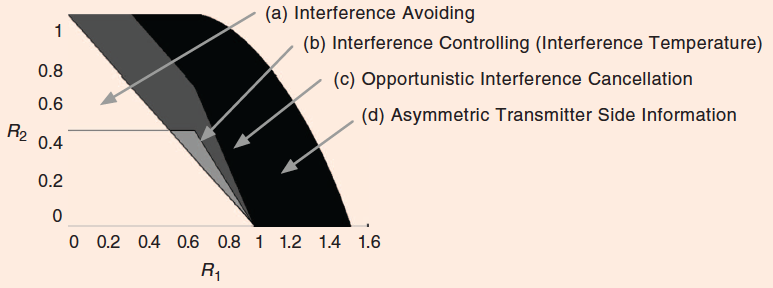 (a) Interference Avoiding
(b) Interference Controlling (Interference Temperature)
(c) Opportunistic Interference Cancellation
(d) Asymmetric Transmitter Side Information
1
0.8
0.6
R2 0.4
0.2
0
0 0.2 0.4 0.6 0.8 1 1.2 1.4 1.6
R1